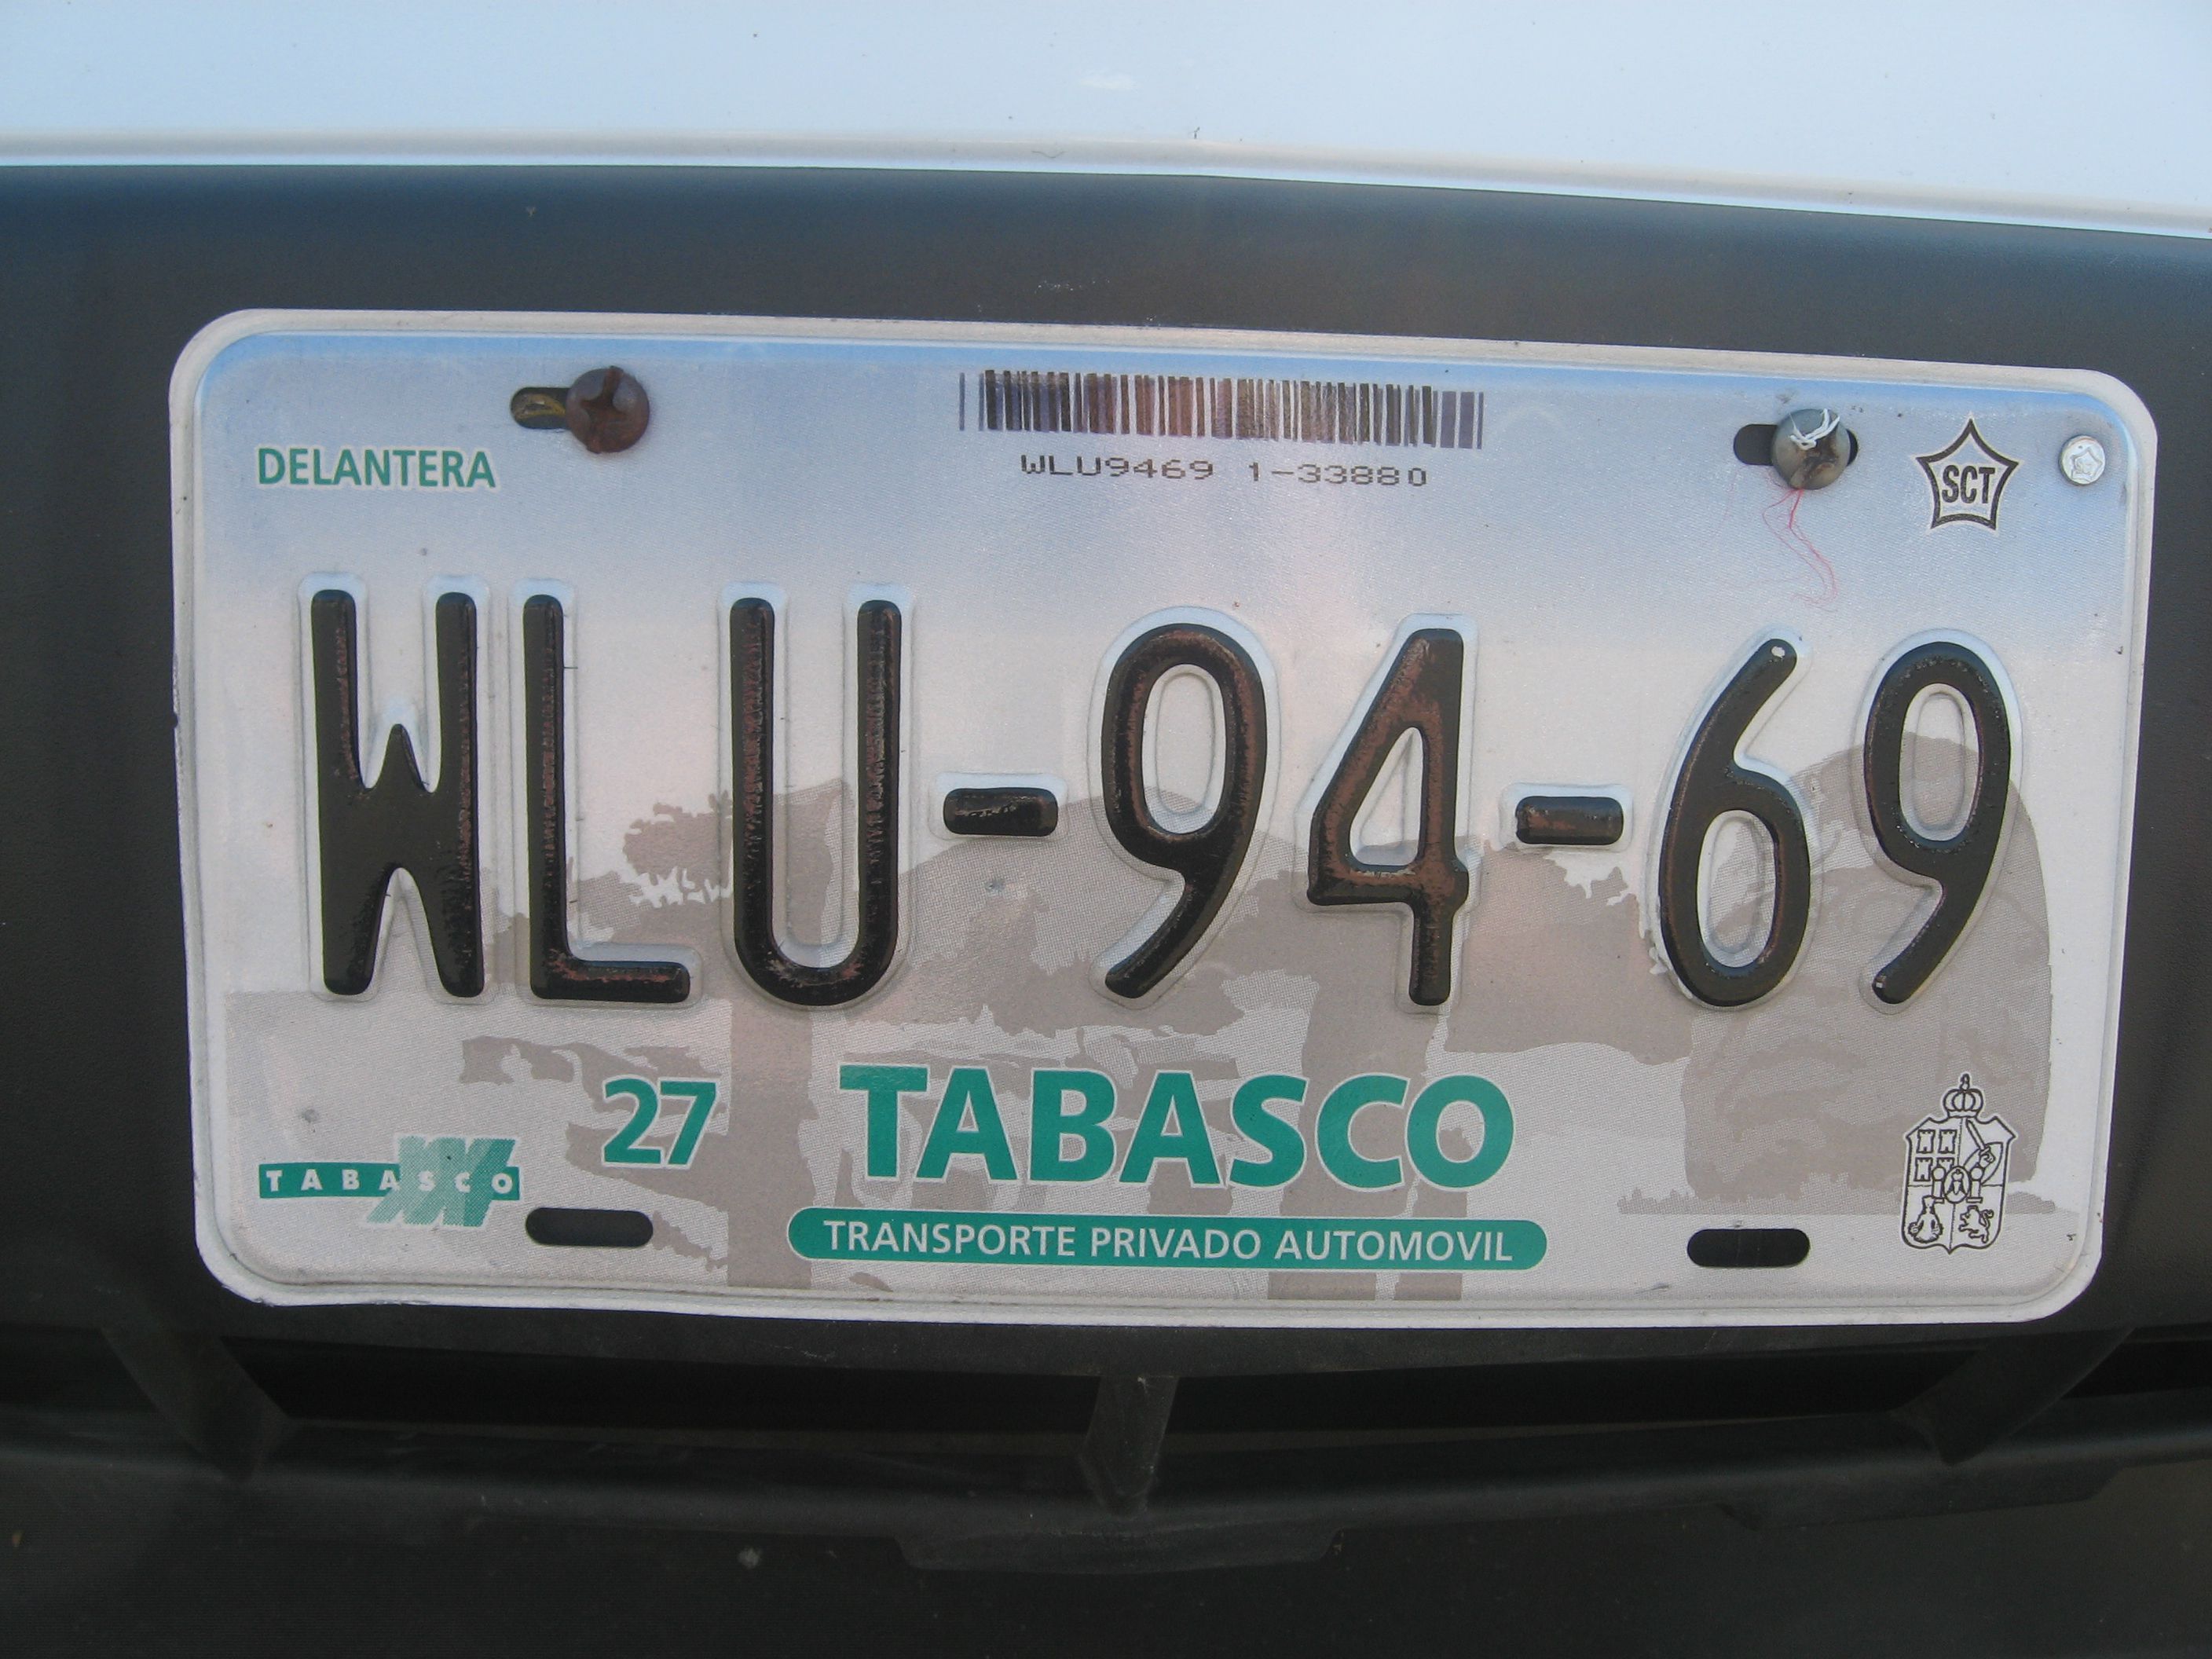 DELANTERA
WLU9469 1-33880
SCT
WLU-94-69
27 TABASCO
TABASCO
TRANSPORTE PRIVADO AUTOMOVIL